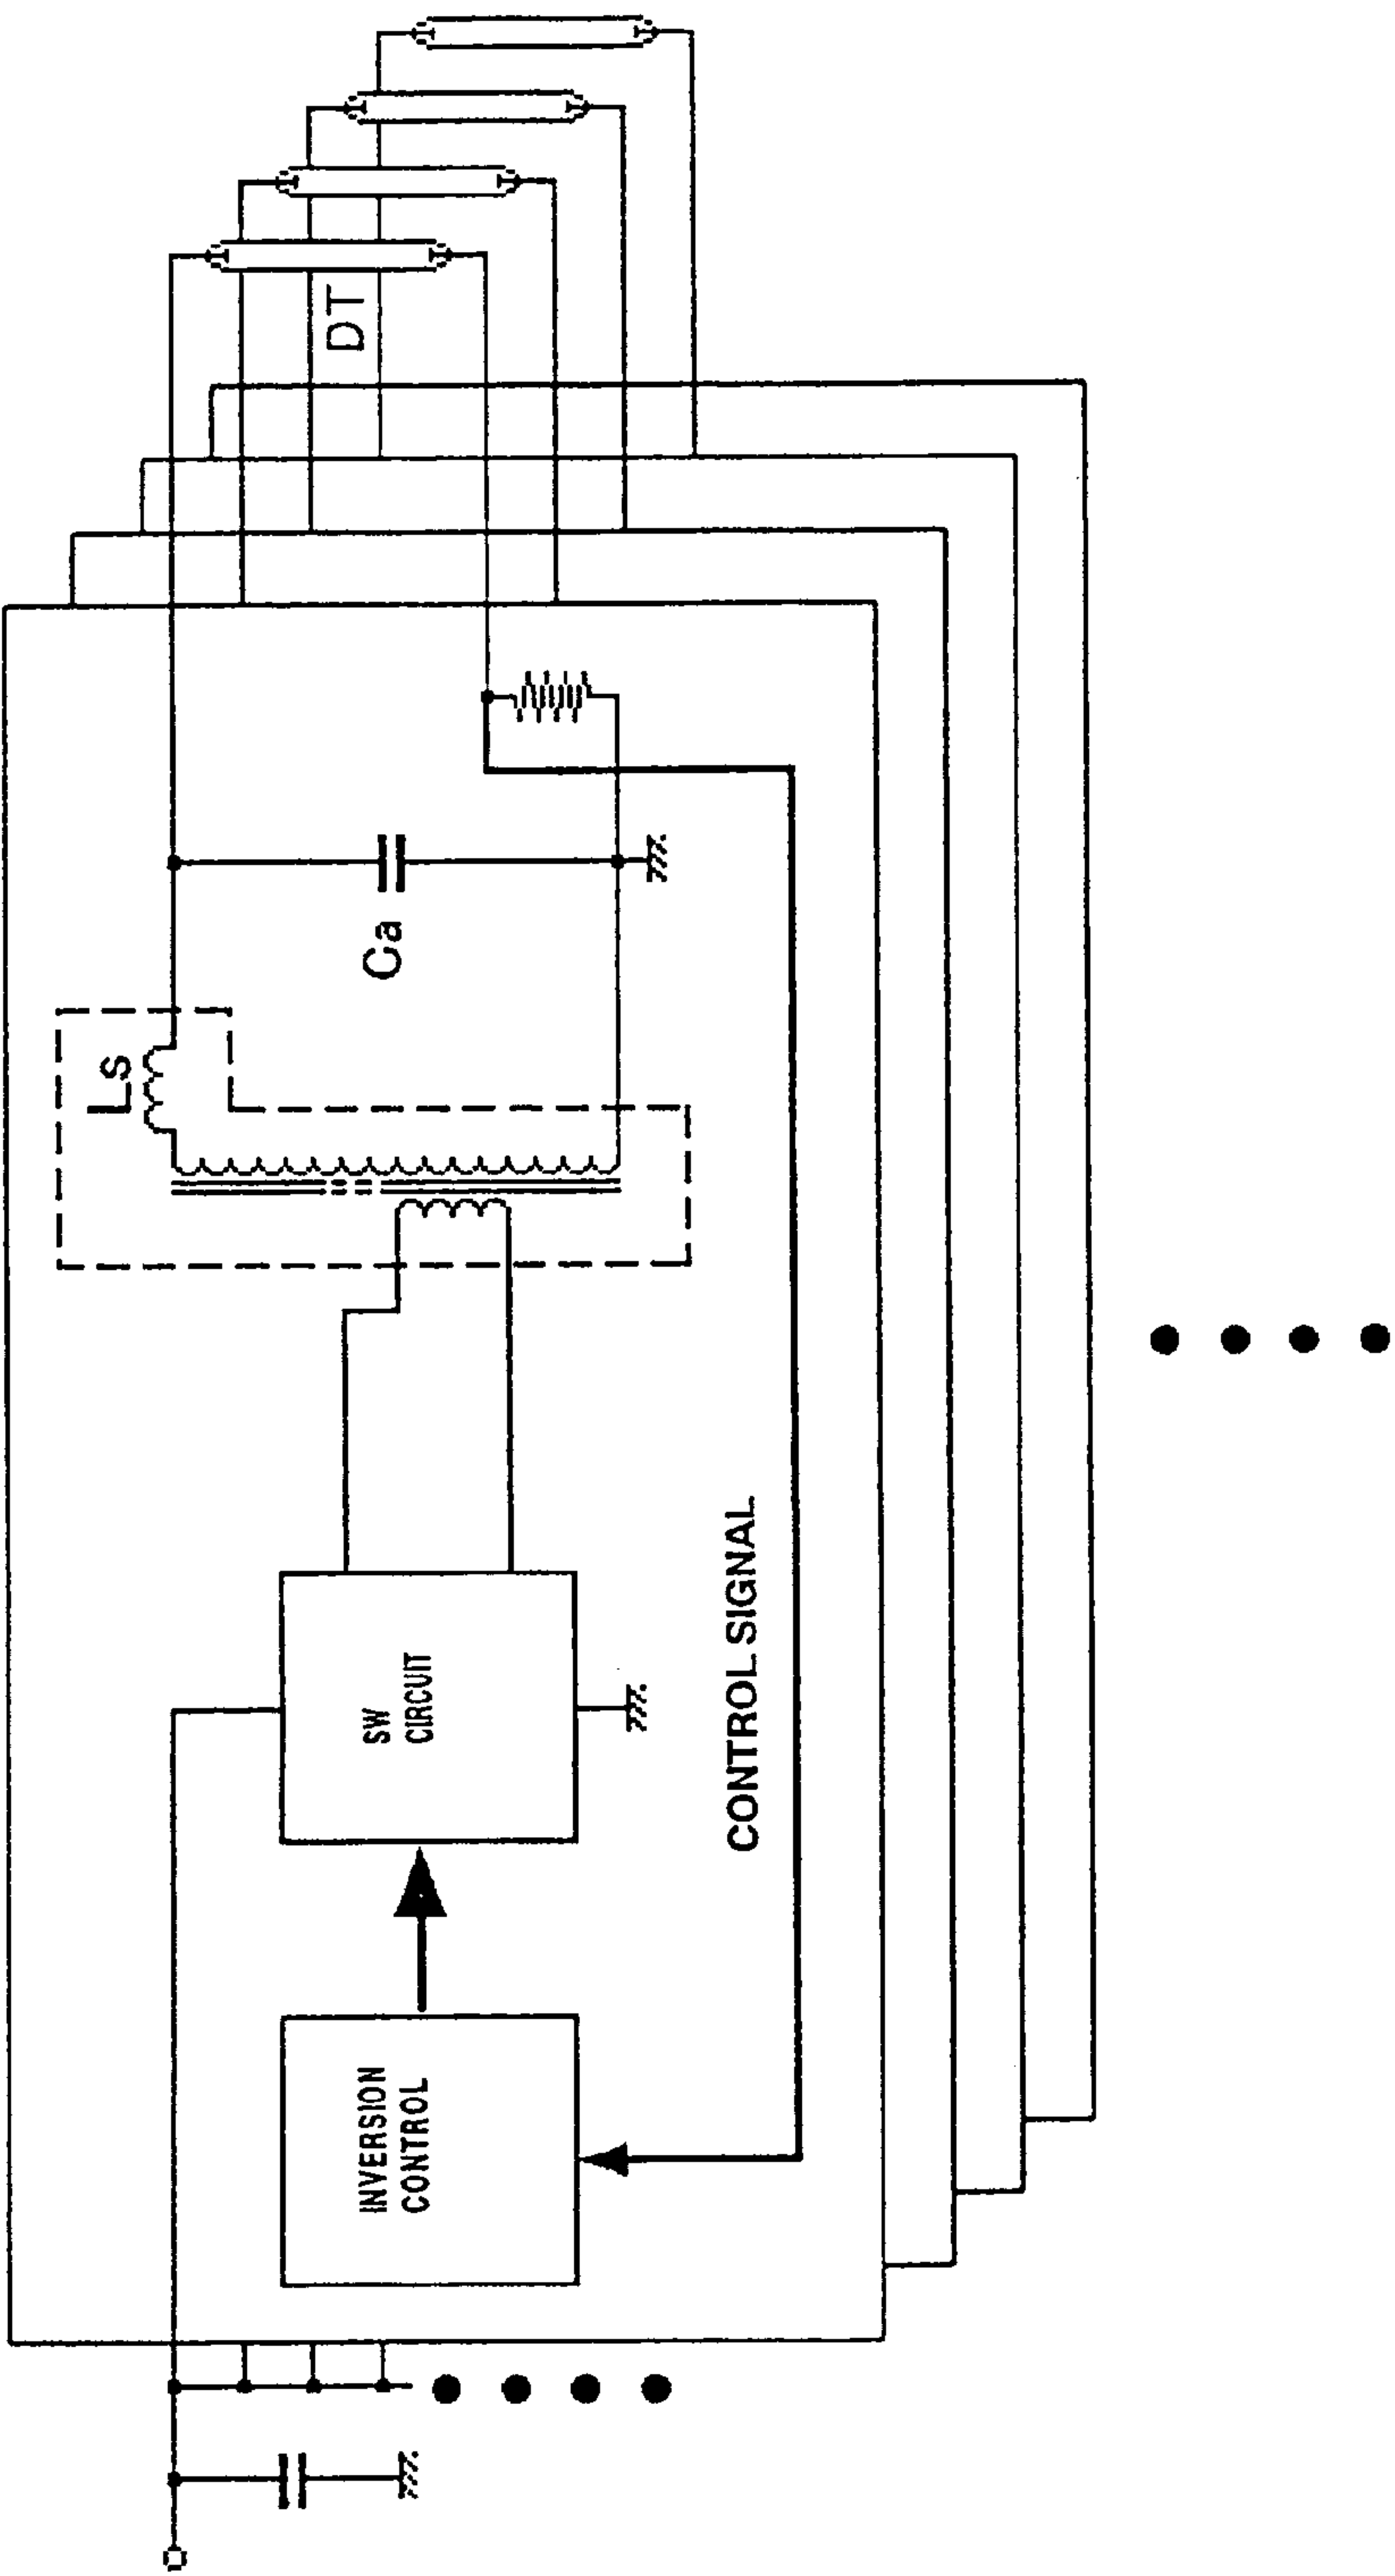 INVERSION
CONTROL
SW
CIRCUIT
CONTROL SIGNAL
Ls
Ca
DT